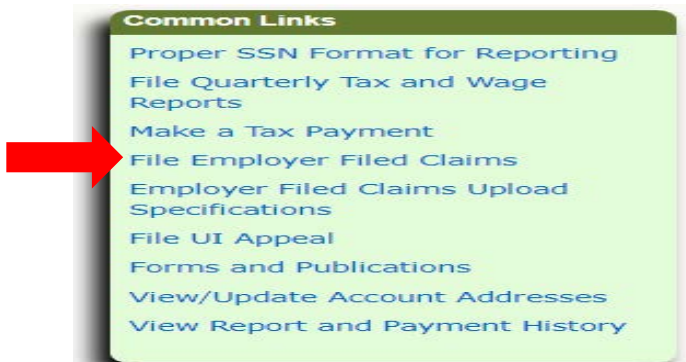 Common Links
Proper SSN Format for Reporting
File Quarterly Tax and Wage
Reports
Make a Tax Payment
File Employer Filed Claims
Employer Filed Claims Upload
Specifications
File UI Appeal
Forms and Publications
View/Update Account Addresses
View Report and Payment History